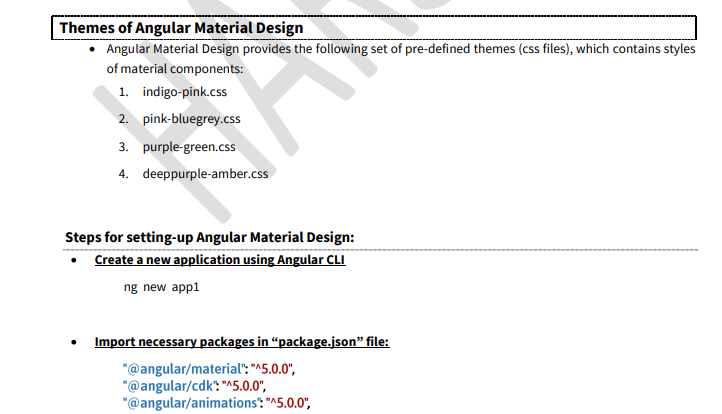 Themes of Angular Material Design
• Angular Material Design provides the following set of pre-defined themes (css files), which contains styles
of material components:
1. indigo-pink.css
2. pink-bluegrey.css
3. purple-green.css
4. deeppurple-amber.css
Steps for setting-up Angular Material Design:
• Create a new application using Angular CLI
ng new app1
• Import necessary packages in “package.json” file:
"@angular/material": "^5.0.0",
"@angular/cdk": "^5.0.0",
"@angular/animations": "^5.0.0",